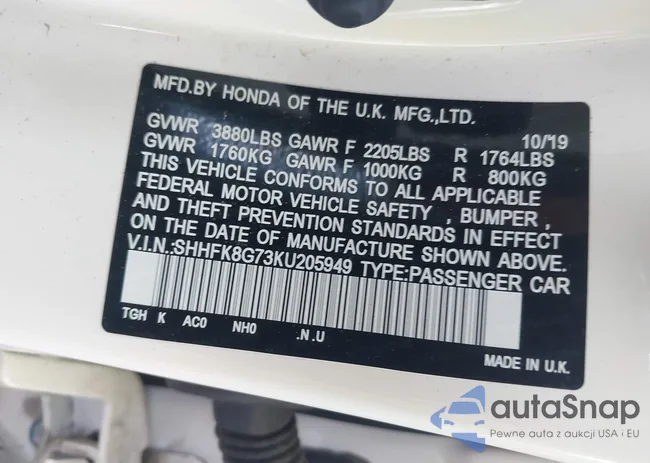 MFD.BY HONDA OF THE U.K. MFG.,LTD. 10/19
GVWR 3880LBS GAWR F 2205LBS R 1764LBS
GVWR 1760KG GAWR F 1000KG R 800KG
THIS VEHICLE CONFORMS TO ALL APPLICABLE
FEDERAL MOTOR VEHICLE SAFETY , BUMPER ,
AND THEFT PREVENTION STANDARDS IN EFFECT
ON THE DATE OF MANUFACTURE SHOWN ABOVE.
V.I.N.:SHHFK8G73KU205949 TYPE:PASSENGER CAR
TGH K AC0 NH0 .N.U
MADE IN U.K.
autaSnap
Pewne auta z aukcji USA i EU